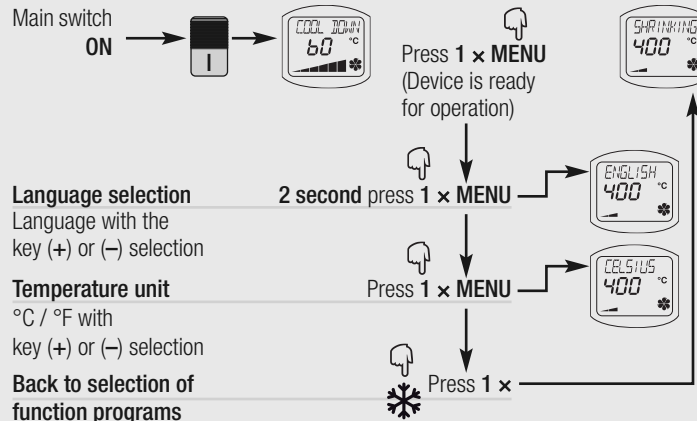 Main switch
ON
I
COOL DOWN
60 °C
Press 1 × MENU
(Device is ready
for operation)
SHRINKING
400 °C
Language selection
2 second press 1 × MENU
ENGLISH
400 °C
Language with the
key (+) or (–) selection
Temperature unit
Press 1 × MENU
CELSIUS
400 °C
°C / °F with
key (+) or (–) selection
Back to selection of
function programs
Press 1 ×